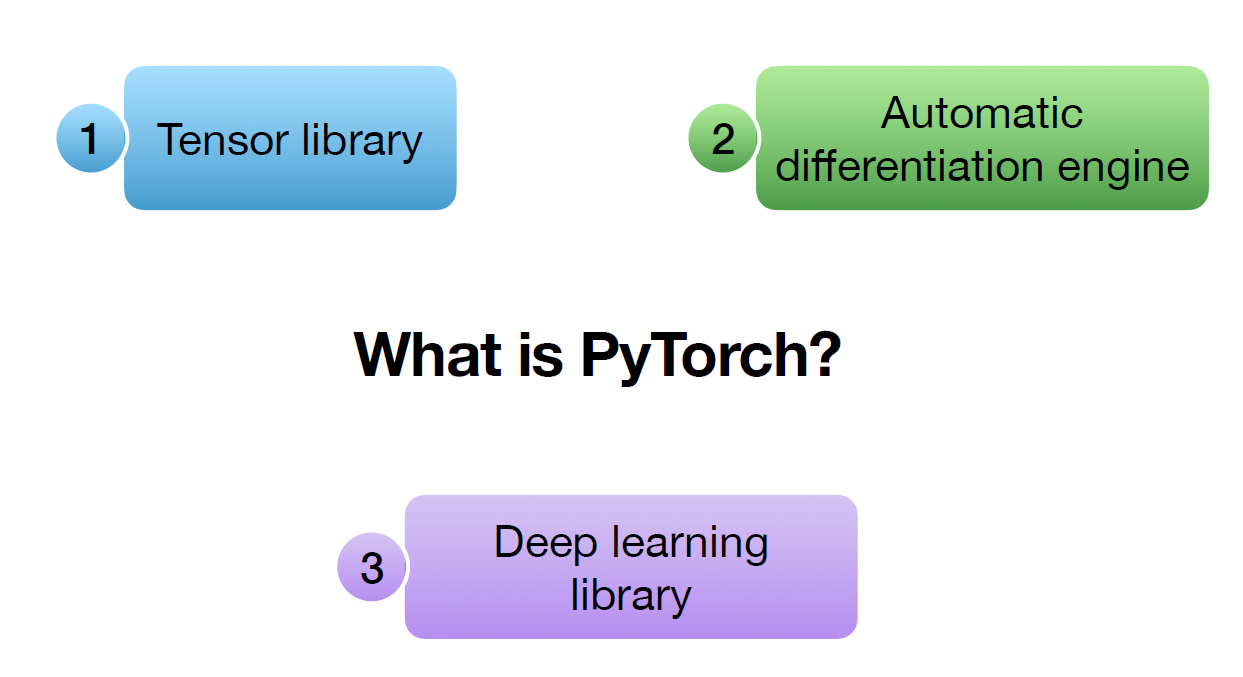 1
Tensor library
2
Automatic
differentiation engine
What is PyTorch?
3
Deep learning
library